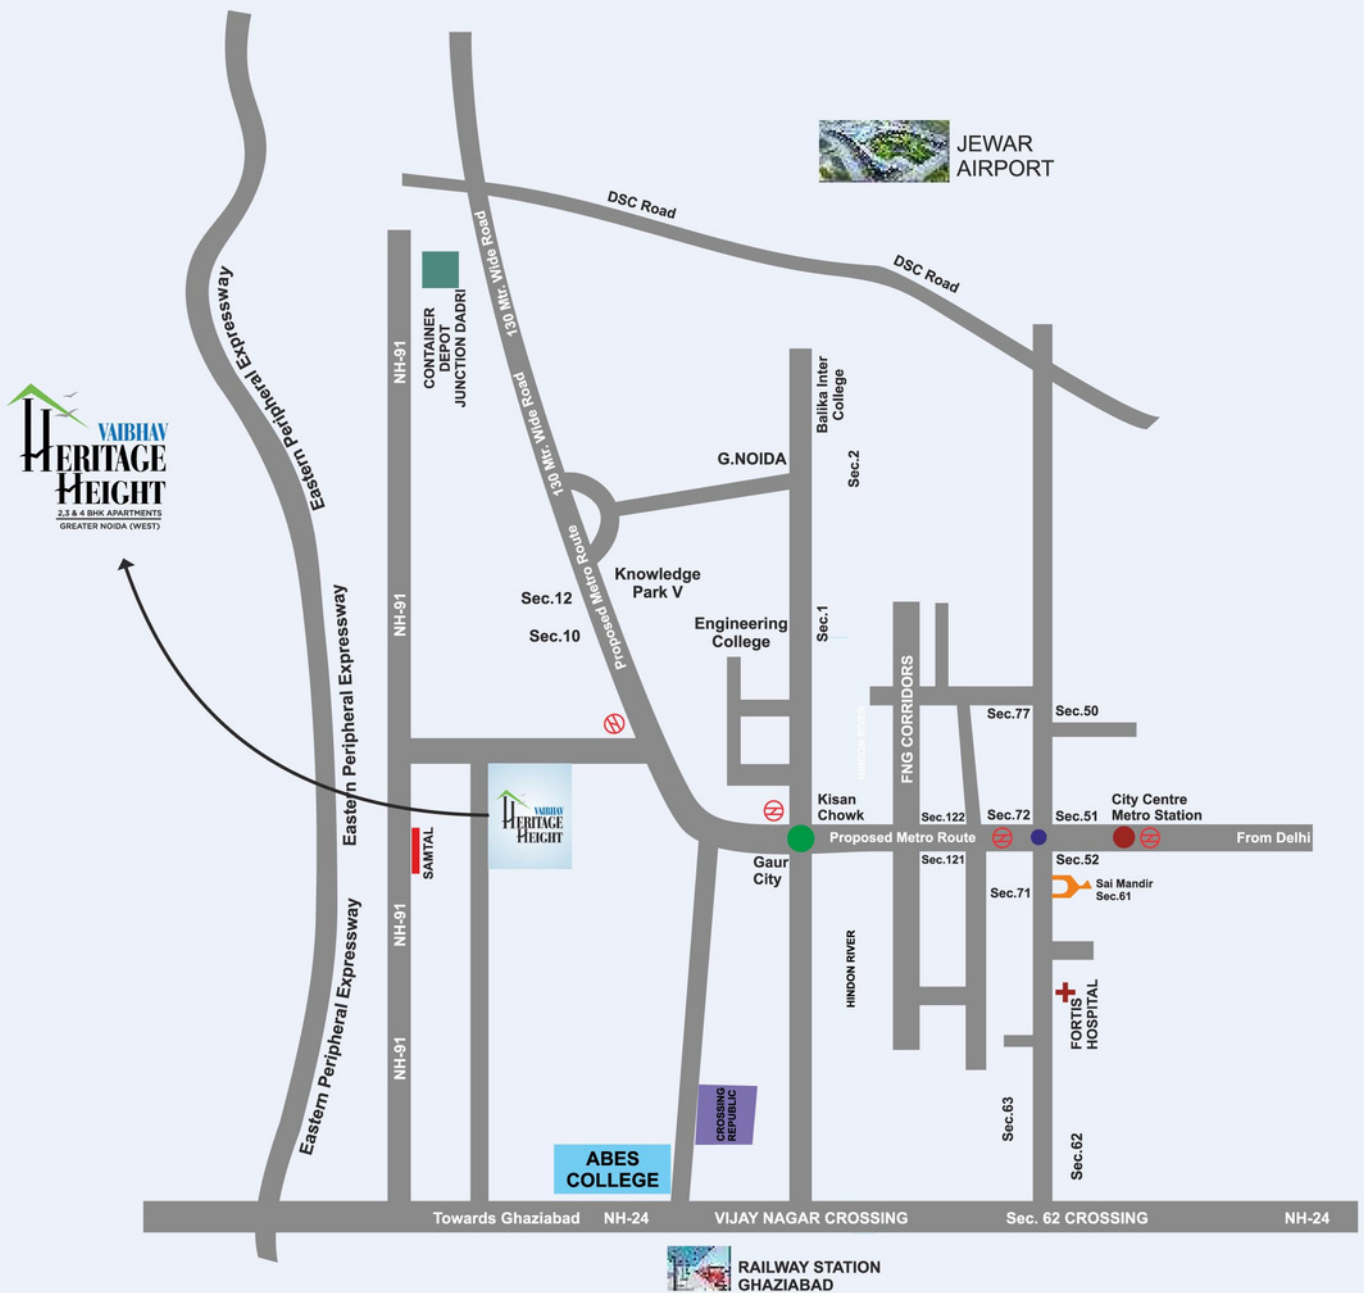 JEWAR
AIRPORT
DSC Road
DSC Road
130 Mtr. Wide Road
130 Mtr. Wide Road
Proposed Metro Route
Eastern Peripheral Expressway
Eastern Peripheral Expressway
Eastern Peripheral Expressway
NH-91
NH-91
NH-91
NH-91
CONTAINER
DEPOT
JUNCTION DADRI
VAIBHAV
HERITAGE
HEIGHT
2,3 & 4 BHK APARTMENTS
GREATER NOIDA (WEST)
Balika Inter
College
G.NOIDA
Sec.2
Knowledge
Park V
Sec.12
Sec.10
Engineering
College
Sec.1
FNG CORRIDORS
HINDON RIVER
Sec.77
Sec.50
VAIBHAV
HERITAGE
HEIGHT
SAMTAL
Kisan
Chowk
Proposed Metro Route
Sec.122
Sec.72
Sec.51
City Centre
Metro Station
From Delhi
Gaur
City
Sec.121
Sec.52
Sec.71
Sai Mandir
Sec.61
HINDON RIVER
FORTIS
HOSPITAL
CROSSING
REPUBLIC
Sec.63
Sec.62
ABES
COLLEGE
Towards Ghaziabad
NH-24
VIJAY NAGAR CROSSING
Sec. 62 CROSSING
NH-24
RAILWAY STATION
GHAZIABAD